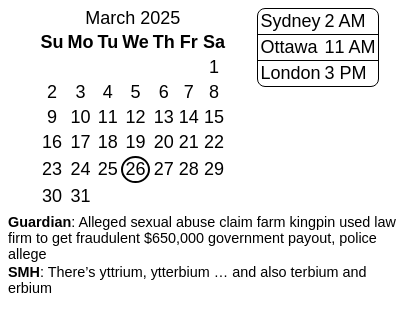 March 2025
Su Mo Tu We Th Fr Sa
1
2 3 4 5 6 7 8
9 10 11 12 13 14 15
16 17 18 19 20 21 22
23 24 25 26 27 28 29
30 31
Sydney 2 AM
Ottawa 11 AM
London 3 PM
Guardian: Alleged sexual abuse claim farm kingpin used law
firm to get fraudulent $650,000 government payout, police
allege
SMH: There’s yttrium, ytterbium … and also terbium and
erbium